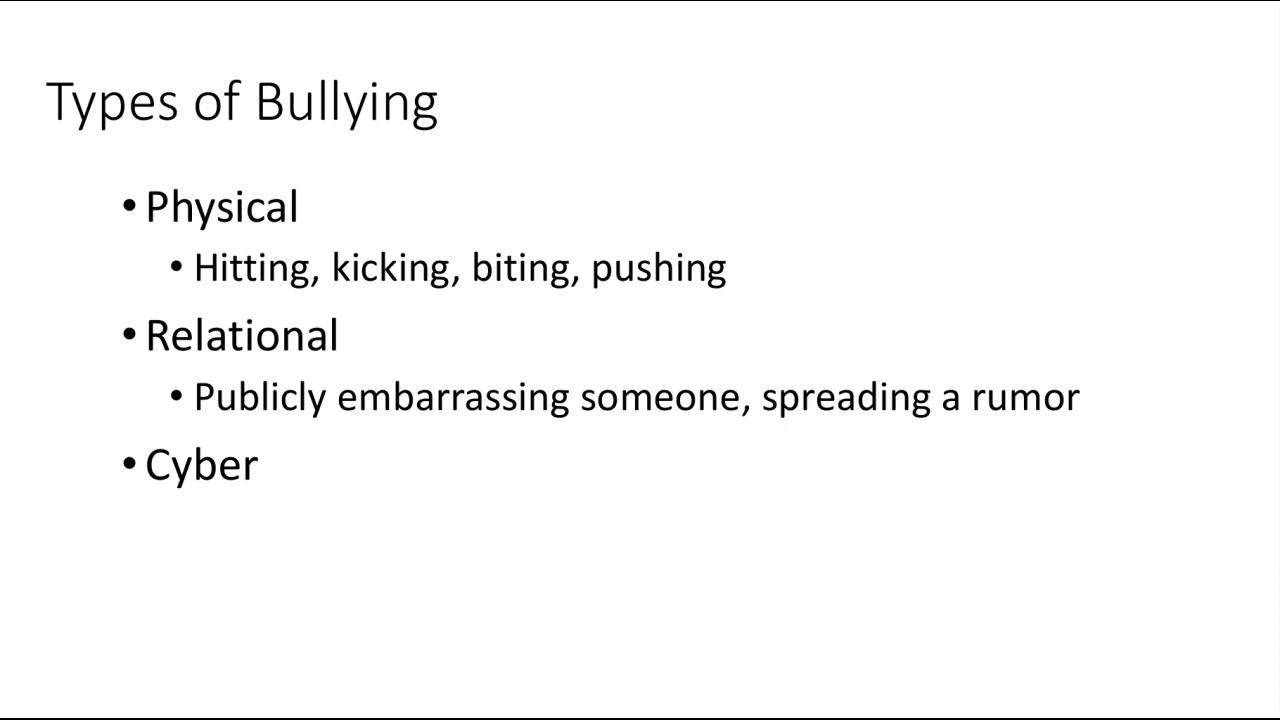 Types of Bullying
• Physical
• Hitting, kicking, biting, pushing
• Relational
• Publicly embarrassing someone, spreading a rumor
• Cyber